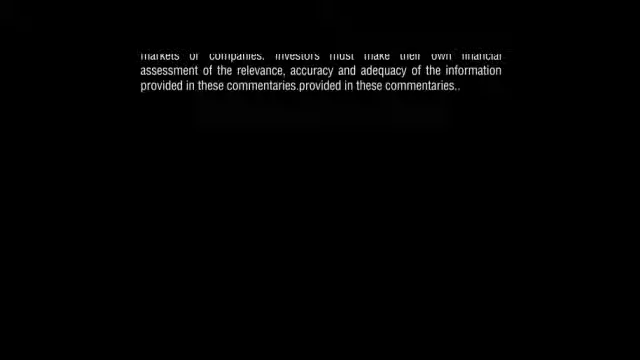 markets or companies. Investors must make their own financial
assessment of the relevance, accuracy and adequacy of the information
provided in these commentaries.provided in these commentaries..